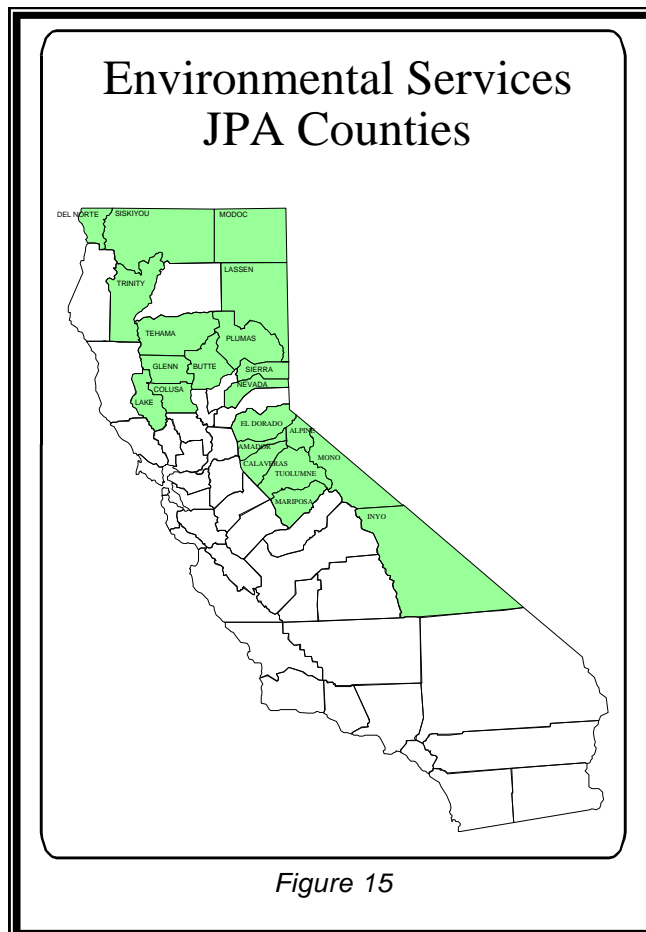 Environmental Services
JPA Counties
DEL NORTE
SISKIYOU
MODOC
LASSEN
TRINITY
TEHAMA
PLUMAS
GLENN
BUTTE
SIERRA
NEVADA
COLUSA
LAKE
EL DORADO
ALPINE
AMADOR
MONO
CALAVERAS
TUOLUMNE
MARIPOSA
INYO
Figure 15